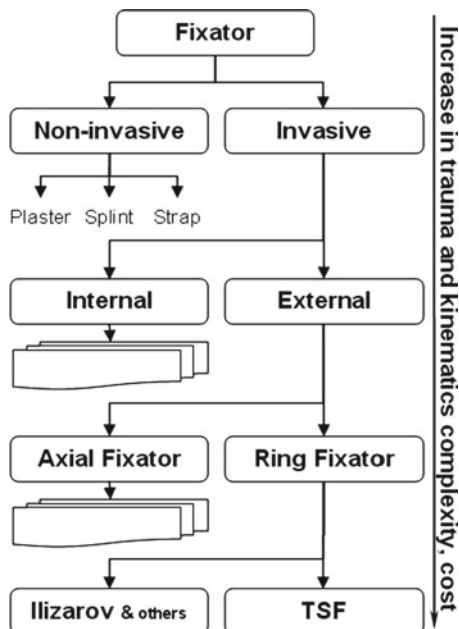 Fixator
Non-invasive
Invasive
Plaster
Splint
Strap
Internal
External
Axial Fixator
Ring Fixator
Ilizarov & others
TSF
Increase in trauma and kinematics complexity, cost